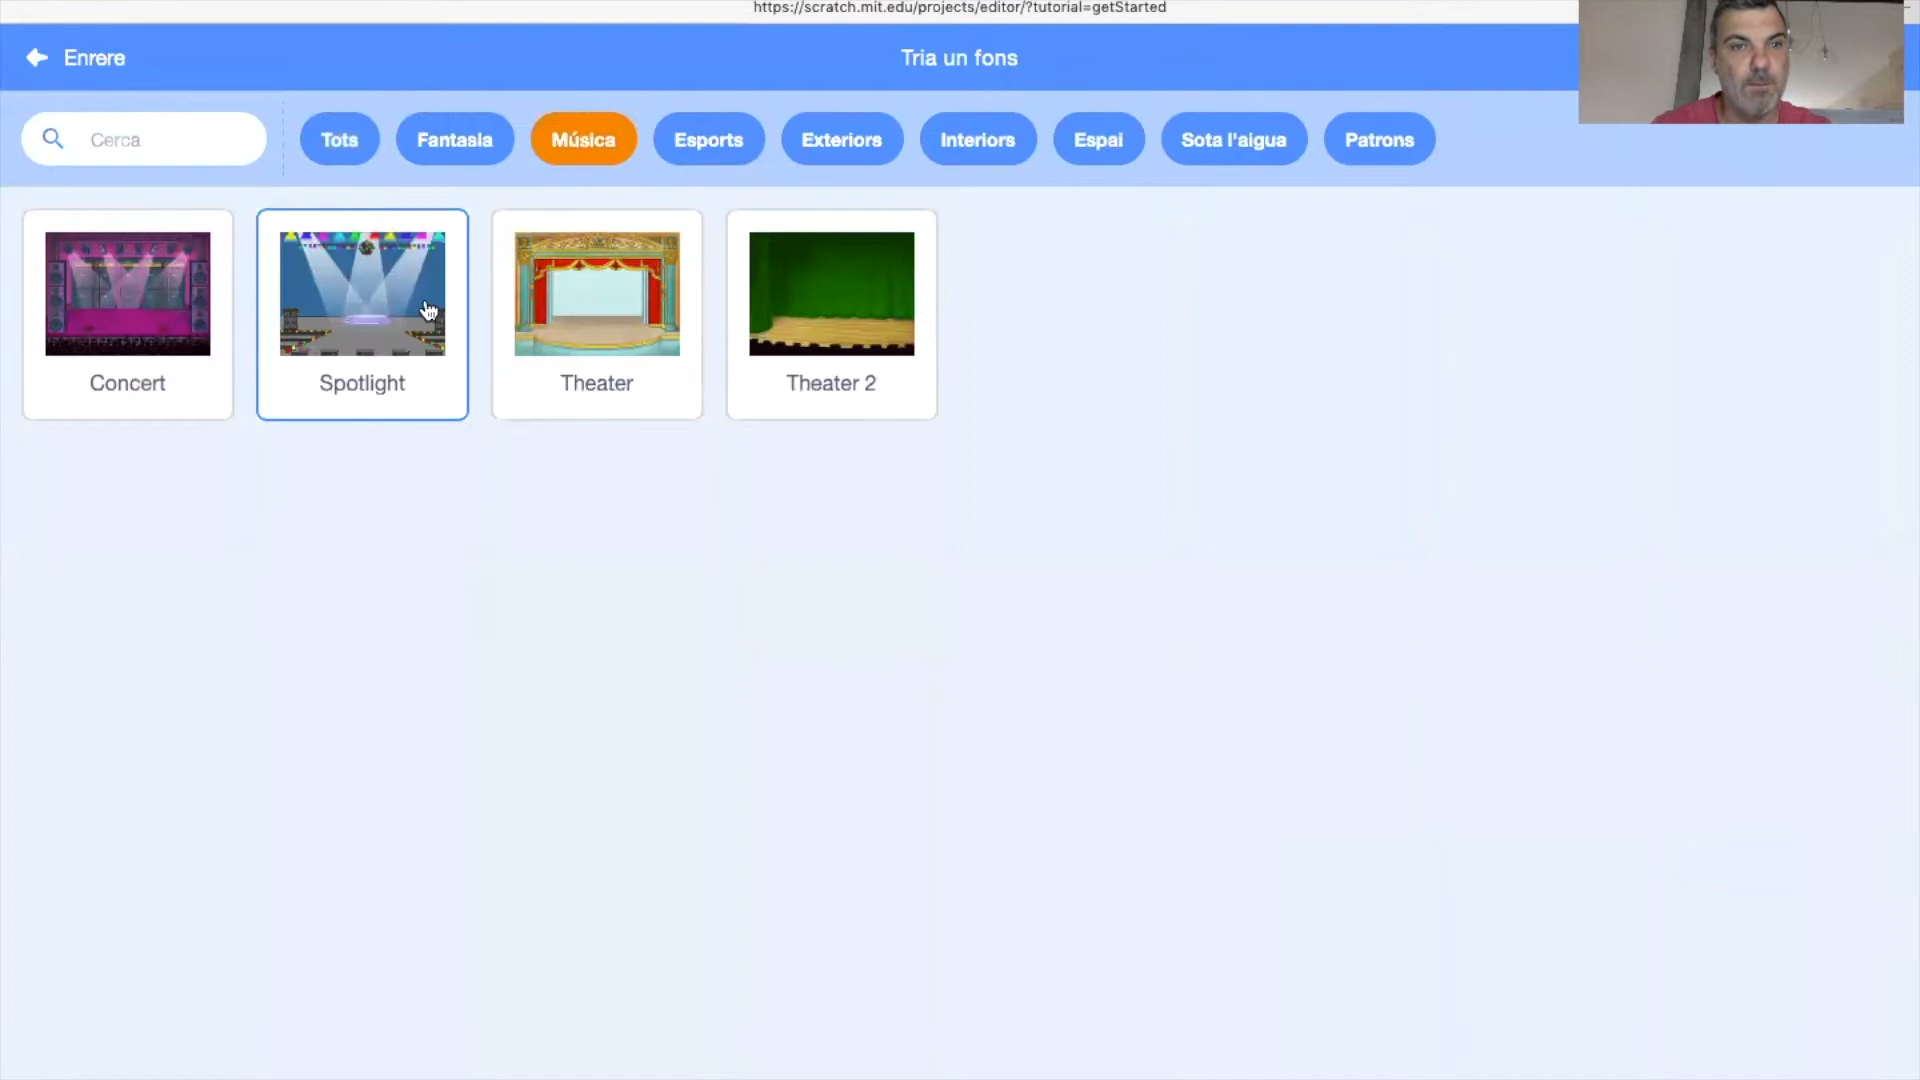 https://scratch.mit.edu/projects/editor/?tutorial=getStarted
Enrere
Tria un fons
Cerca
Tots
Fantasia
Música
Esports
Exteriors
Interiors
Espai
Sota l'aigua
Patrons
Concert
Spotlight
Theater
Theater 2